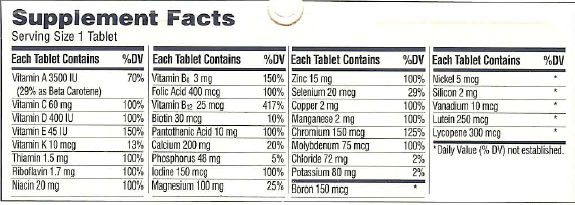 Supplement Facts
Serving Size 1 Tablet
Each Tablet Contains %DV
Vitamin A 3500 IU 70%
(29% as Beta Carotene)
Vitamin C 60 mg 100%
Vitamin D 400 IU 100%
Vitamin E 45 IU 150%
Vitamin K 10 mcg 13%
Thiamin 1.5 mg 100%
Riboflavin 1.7 mg 100%
Niacin 20 mg 100%
Each Tablet Contains %DV
Vitamin B₆ 3 mg 150%
Folic Acid 400 mcg 100%
Vitamin B₁₂ 25 mcg 417%
Biotin 30 mcg 10%
Pantothenic Acid 10 mg 100%
Calcium 200 mg 20%
Phosphorus 48 mg 5%
Iodine 150 mcg 100%
Magnesium 100 mg 25%
Each Tablet Contains %DV
Zinc 15 mg 100%
Selenium 20 mcg 29%
Copper 2 mg 100%
Manganese 2 mg 100%
Chromium 150 mcg 125%
Molybdenum 75 mcg 100%
Chloride 72 mg 2%
Potassium 80 mg 2%
Boron 150 mcg *
Each Tablet Contains %DV
Nickel 5 mcg *
Silicon 2 mg *
Vanadium 10 mcg *
Lutein 250 mcg *
Lycopene 300 mcg *
*Daily Value (% DV) not established.